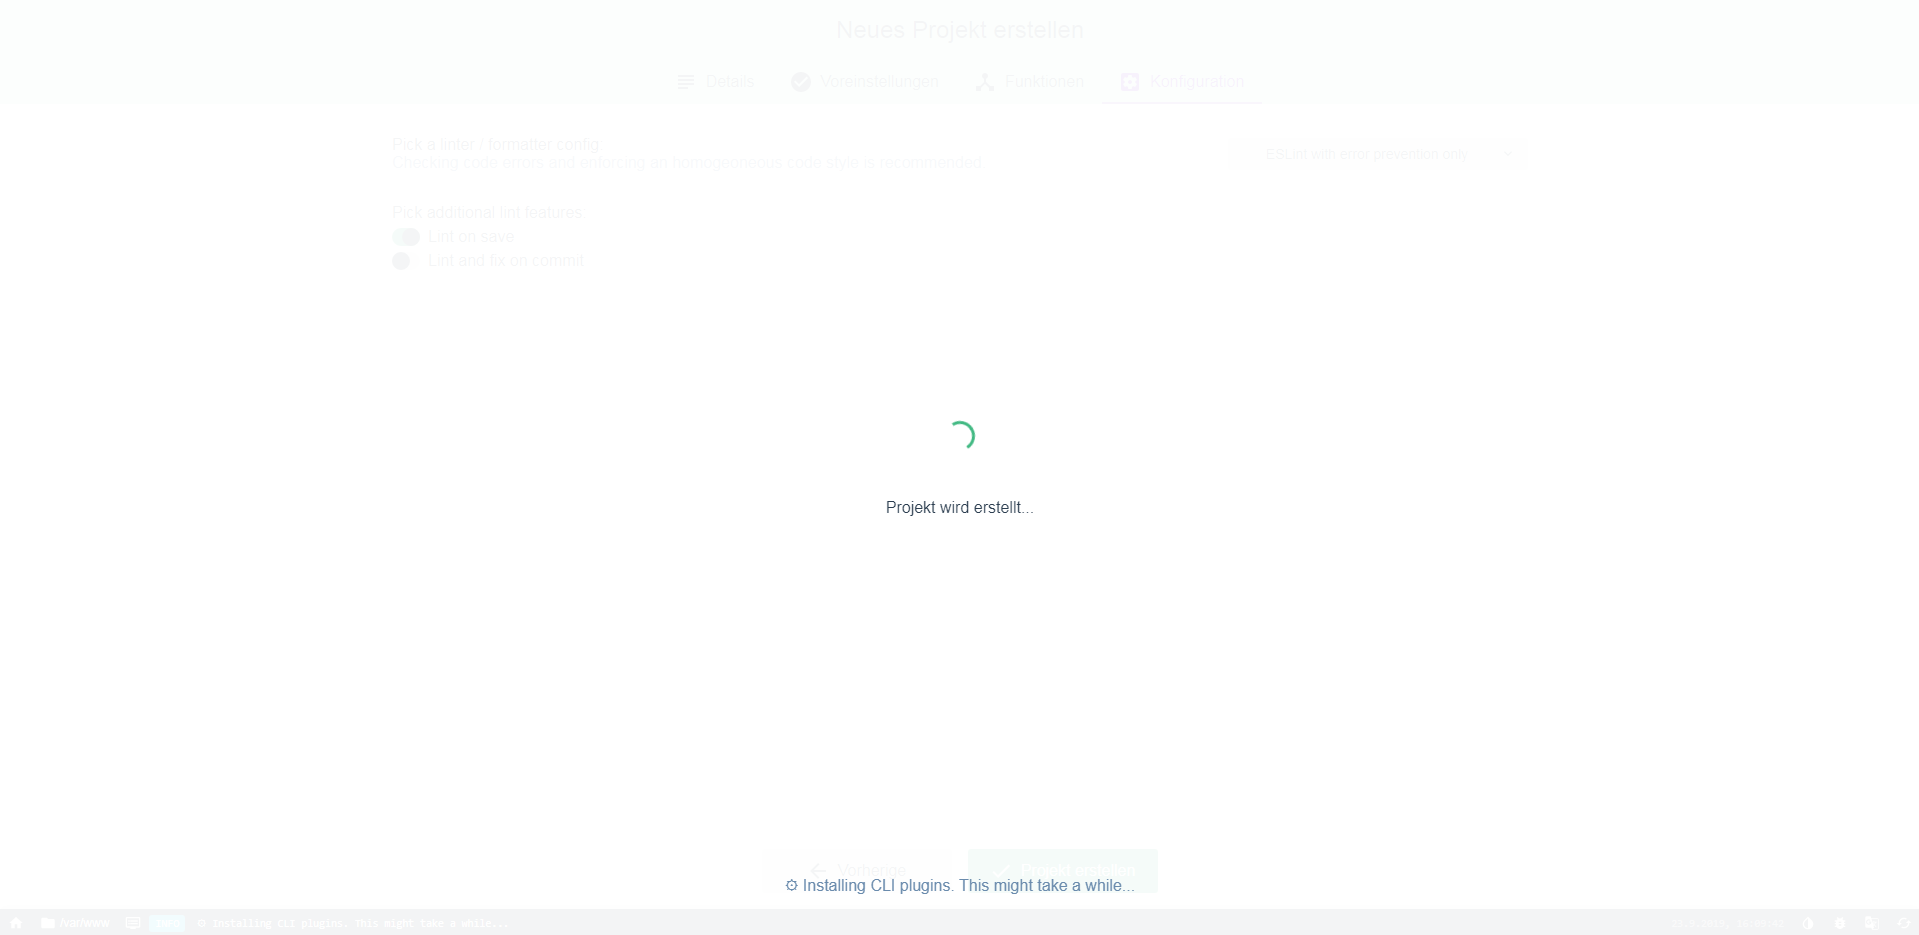 Neues Projekt erstellen
Details Voreinstellungen Funktionen Konfiguration
Pick a linter / formatter config:
Checking code errors and enforcing an homogeoneous code style is recommended.
ESLint with error prevention only
Pick additional lint features:
Lint on save
Lint and fix on commit
Projekt wird erstellt...
Vorherige Projekt erstellen
Installing CLI plugins. This might take a while...
/var/www INFO Installing CLI plugins. This might take a while...